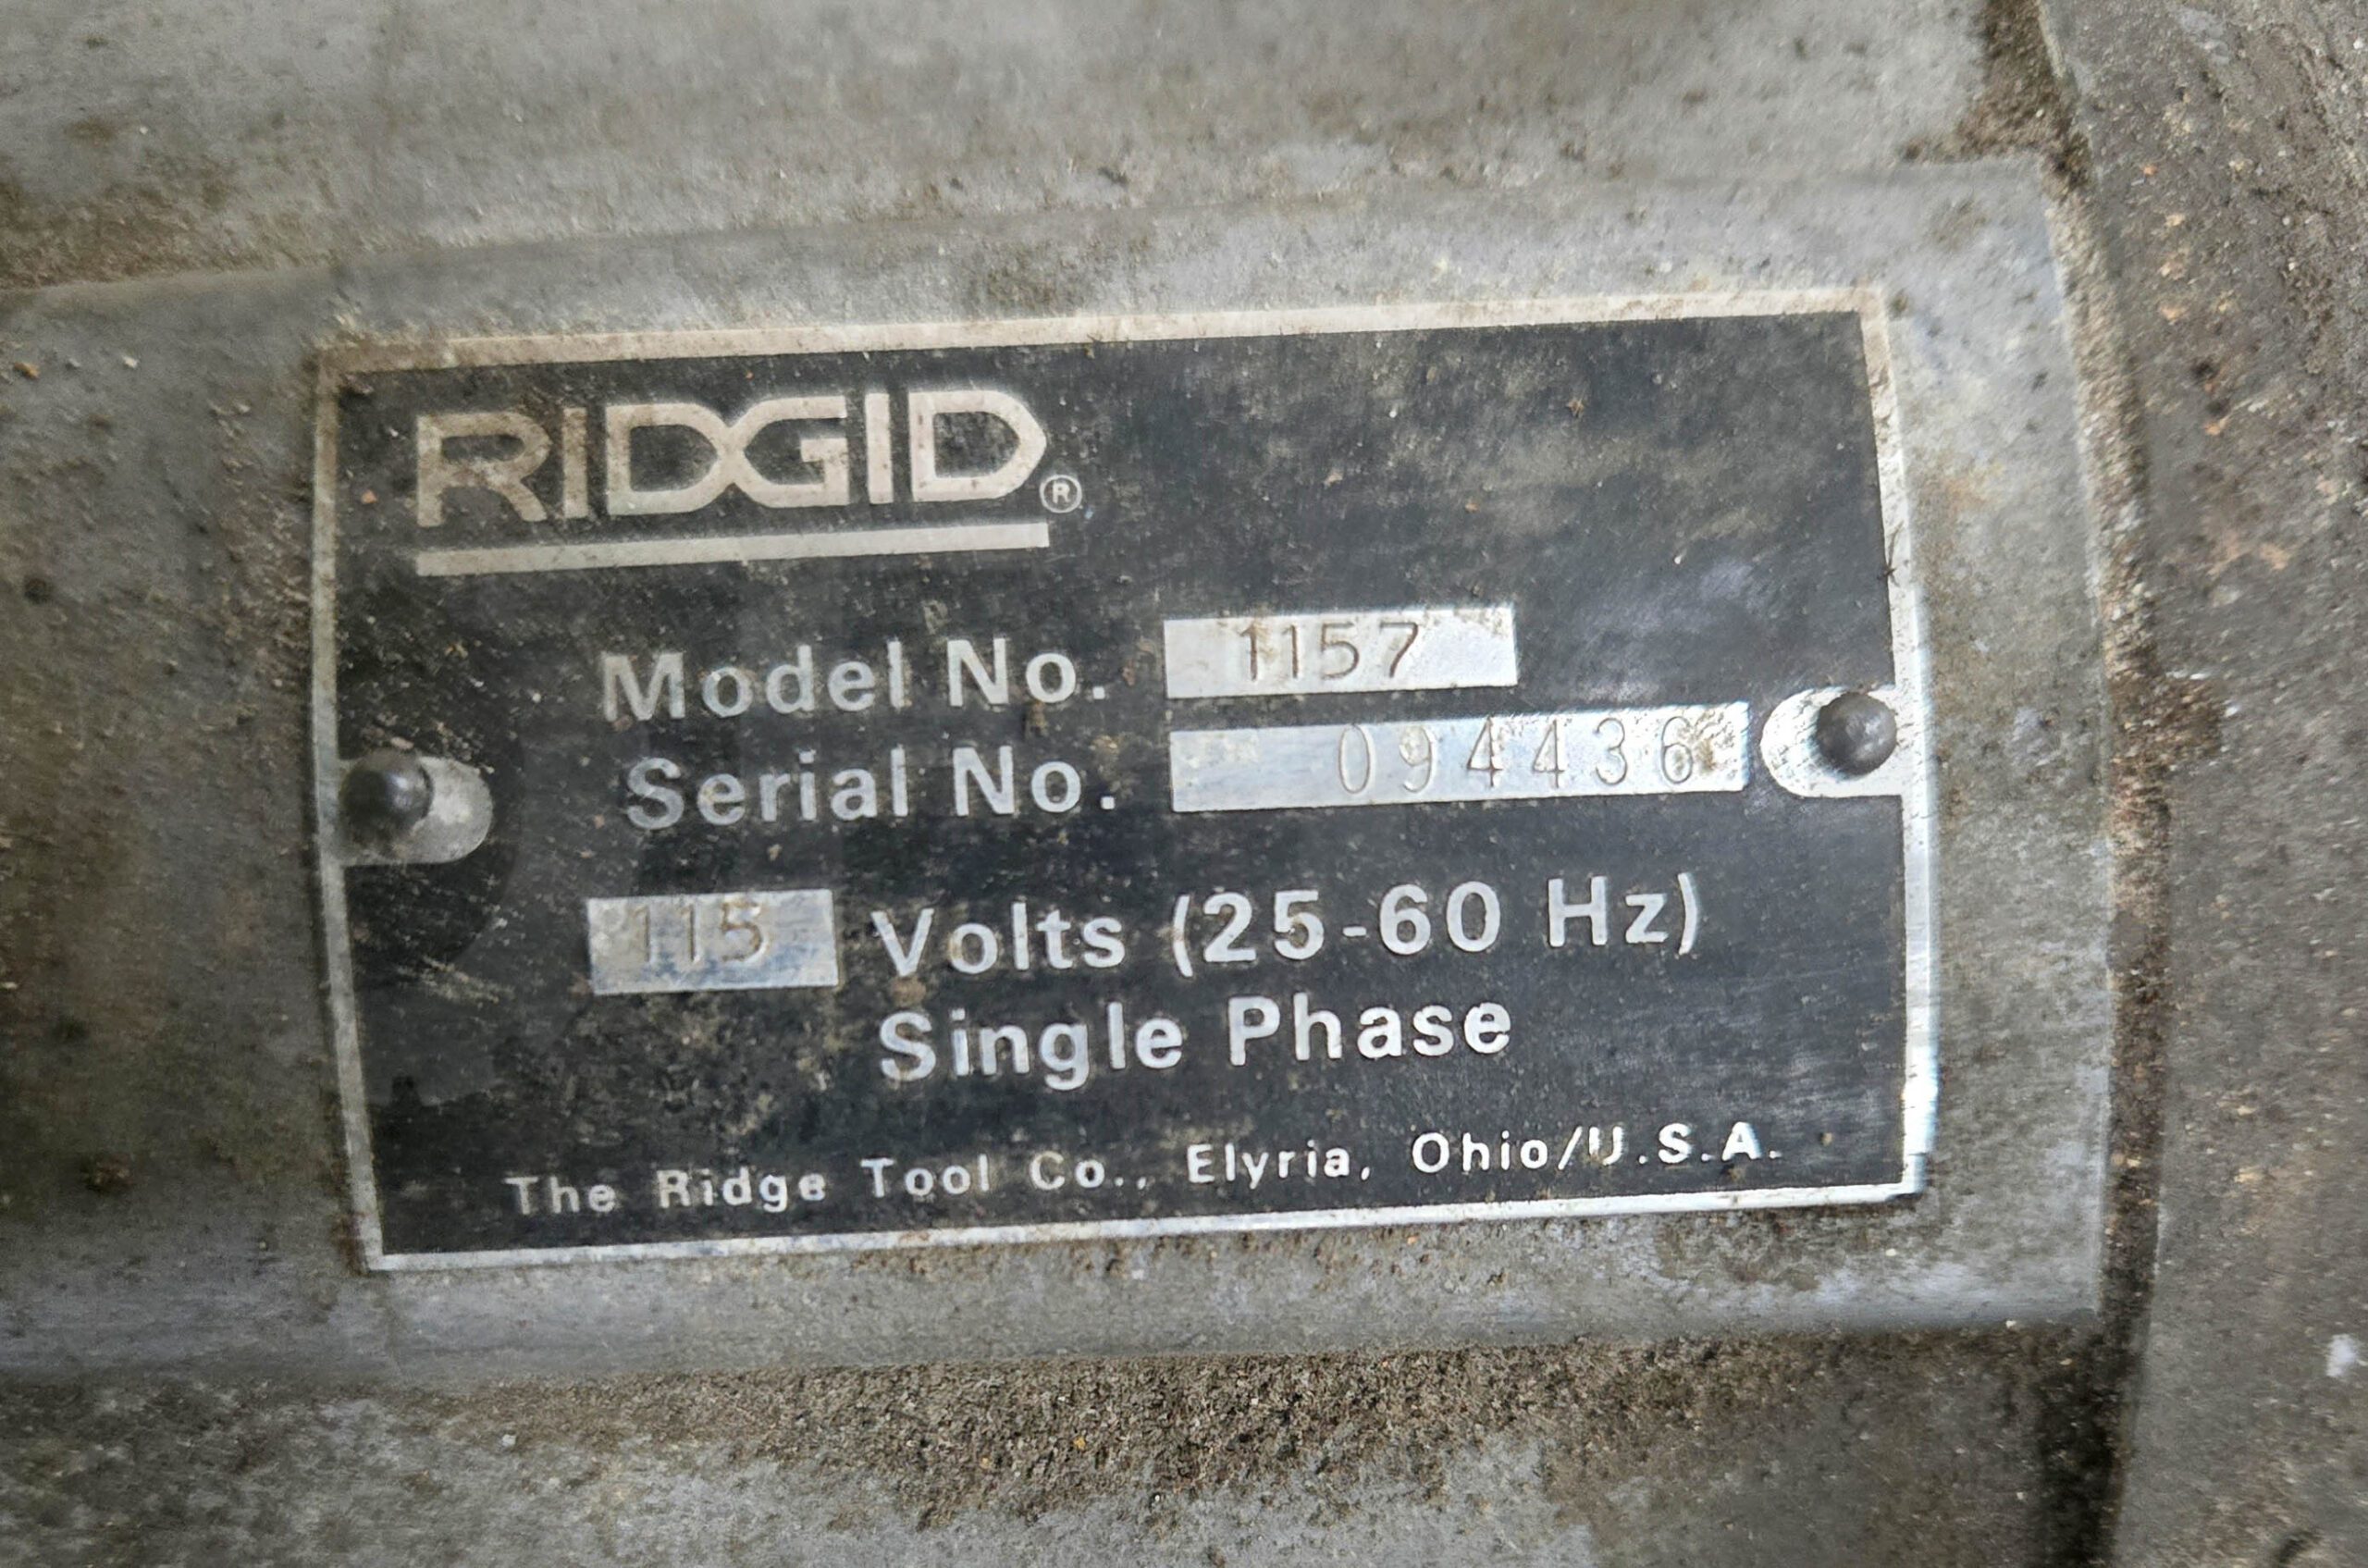 RIDGID®
Model No. 1157
Serial No. 094436
115 Volts (25-60 Hz)
Single Phase
The Ridge Tool Co., Elyria, Ohio/U.S.A.